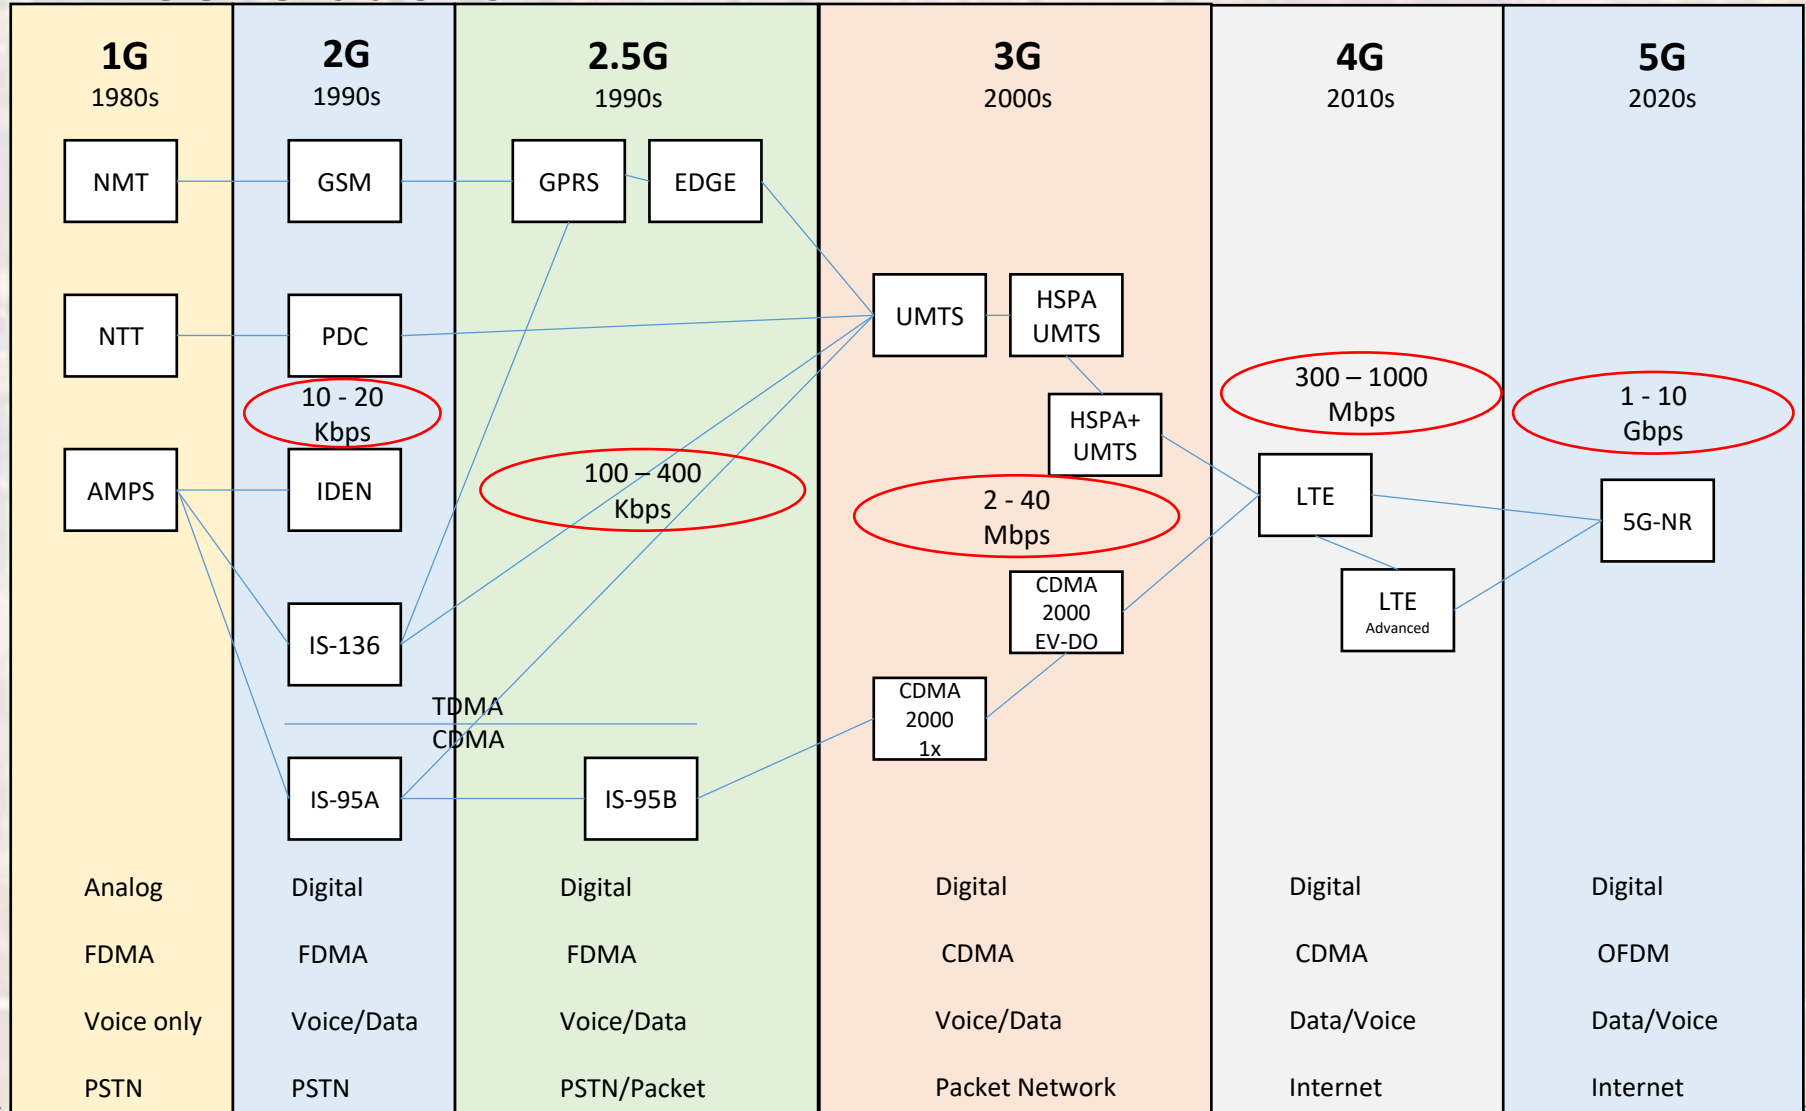 1G
1980s
2G
1990s
2.5G
1990s
3G
2000s
4G
2010s
5G
2020s
NMT
GSM
GPRS
EDGE
UMTS
HSPA
UMTS
NTT
PDC
10 - 20
Kbps
300 – 1000
Mbps
1 - 10
Gbps
HSPA+
UMTS
AMPS
IDEN
100 – 400
Kbps
2 - 40
Mbps
LTE
5G-NR
CDMA
2000
EV-DO
LTE
Advanced
IS-136
TDMA
CDMA
CDMA
2000
1x
IS-95A
IS-95B
Analog
Digital
Digital
Digital
Digital
Digital
FDMA
FDMA
FDMA
CDMA
CDMA
OFDM
Voice only
Voice/Data
Voice/Data
Voice/Data
Data/Voice
Data/Voice
PSTN
PSTN
PSTN/Packet
Packet Network
Internet
Internet